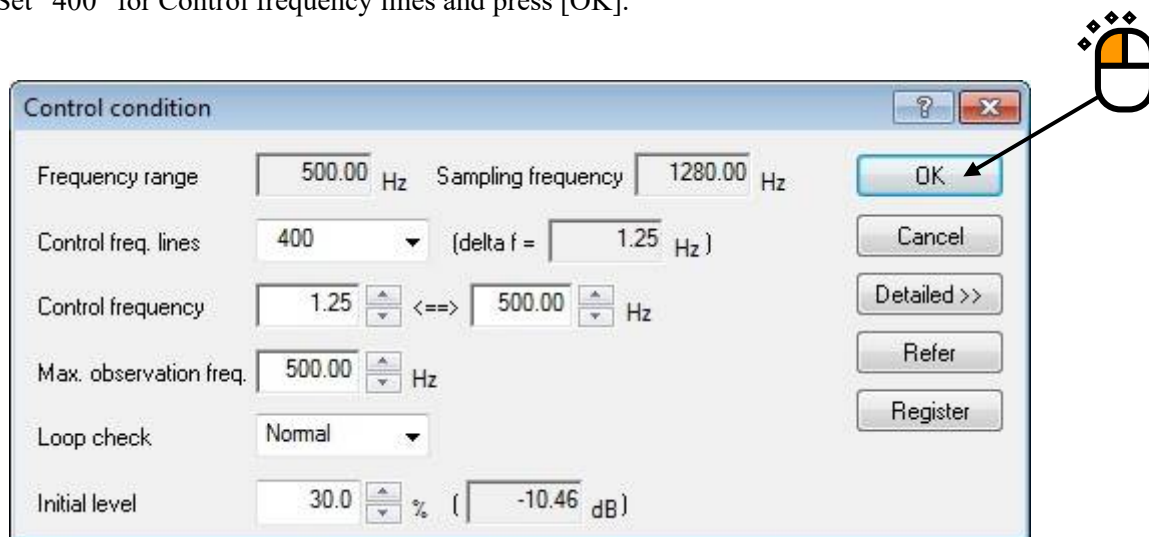 Set "400" for Control frequency lines and press [OK].
Control condition
Frequency range 500.00 Hz Sampling frequency 1280.00 Hz OK
Control freq. lines 400 (delta f = 1.25 Hz ) Cancel
Control frequency 1.25 <==> 500.00 Hz Detailed >>
Max. observation freq. 500.00 Hz Refer
Loop check Normal Register
Initial level 30.0 % ( -10.46 dB )